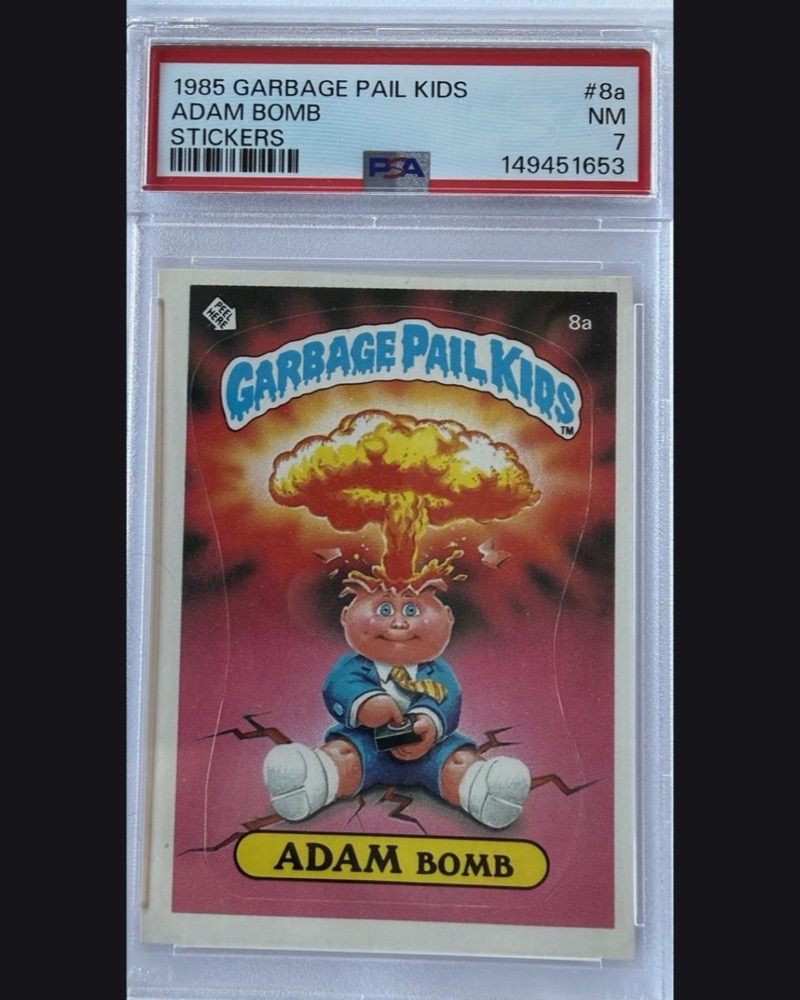 1985 GARBAGE PAIL KIDS #8a
ADAM BOMB NM
STICKERS 7
PSA 149451653
PEEL HERE
8a
GARBAGE PAIL KIDS
TM
ADAM BOMB